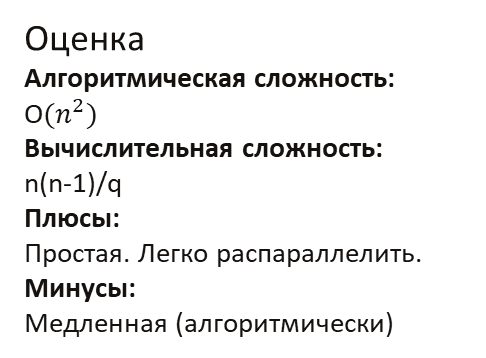 Оценка
Алгоритмическая сложность:
O(𝑛²)
Вычислительная сложность:
n(n-1)/q
Плюсы:
Простая. Легко распараллелить.
Минусы:
Медленная (алгоритмически)